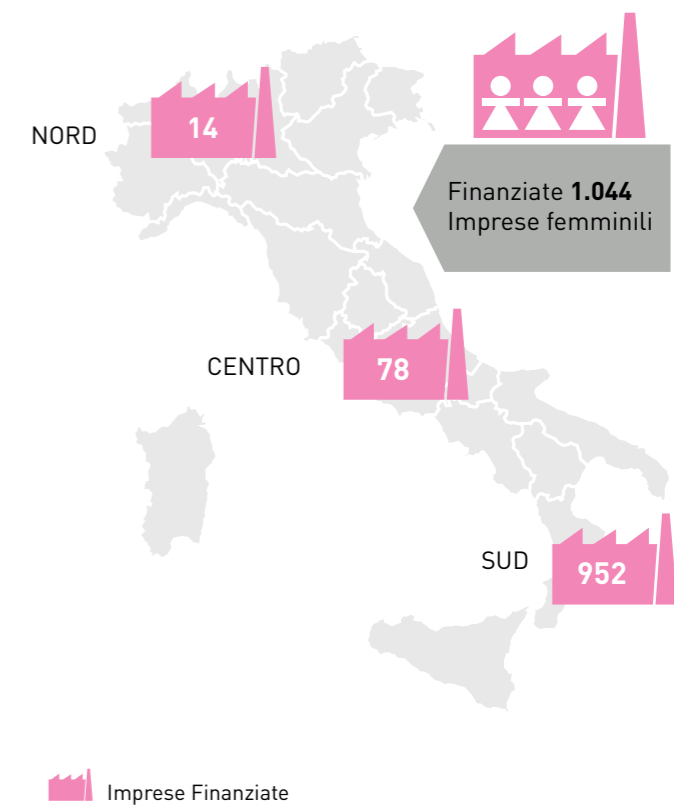 NORD
14
Finanziate 1.044
Imprese femminili
CENTRO
78
SUD
952
Imprese Finanziate